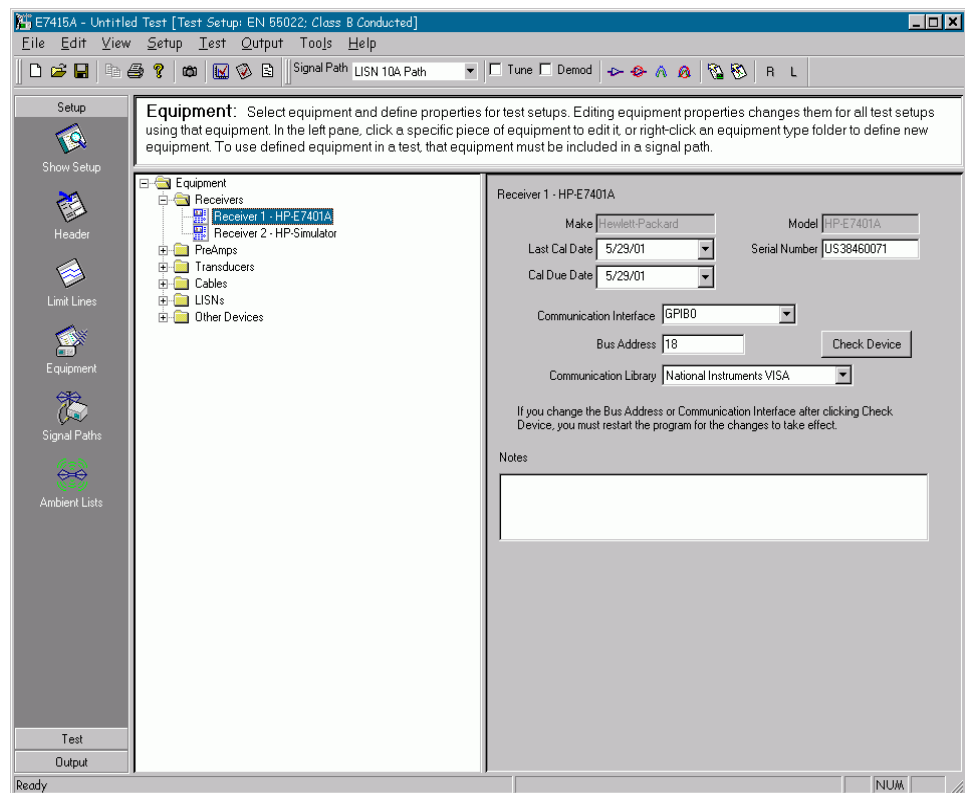 E7415A - Untitled Test [Test Setup: EN 55022; Class B Conducted]
File Edit View Setup Test Output Tools Help
Signal Path LISN 10A Path Tune Demod R L
Setup
Show Setup
Header
Limit Lines
Equipment
Signal Paths
Ambient Lists
Test
Output
Equipment: Select equipment and define properties for test setups. Editing equipment properties changes them for all test setups
using that equipment. In the left pane, click a specific piece of equipment to edit it, or right-click an equipment type folder to define new
equipment. To use defined equipment in a test, that equipment must be included in a signal path.
Equipment
Receivers
Receiver 1 - HP-E7401A
Receiver 2 - HP-Simulator
PreAmps
Transducers
Cables
LISNs
Other Devices
Receiver 1 - HP-E7401A
Make Hewlett-Packard Model HP-E7401A
Last Cal Date 5/29/01 Serial Number US38460071
Cal Due Date 5/29/01
Communication Interface GPIB0
Bus Address 18 Check Device
Communication Library National Instruments VISA
If you change the Bus Address or Communication Interface after clicking Check
Device, you must restart the program for the changes to take effect.
Notes
Ready NUM